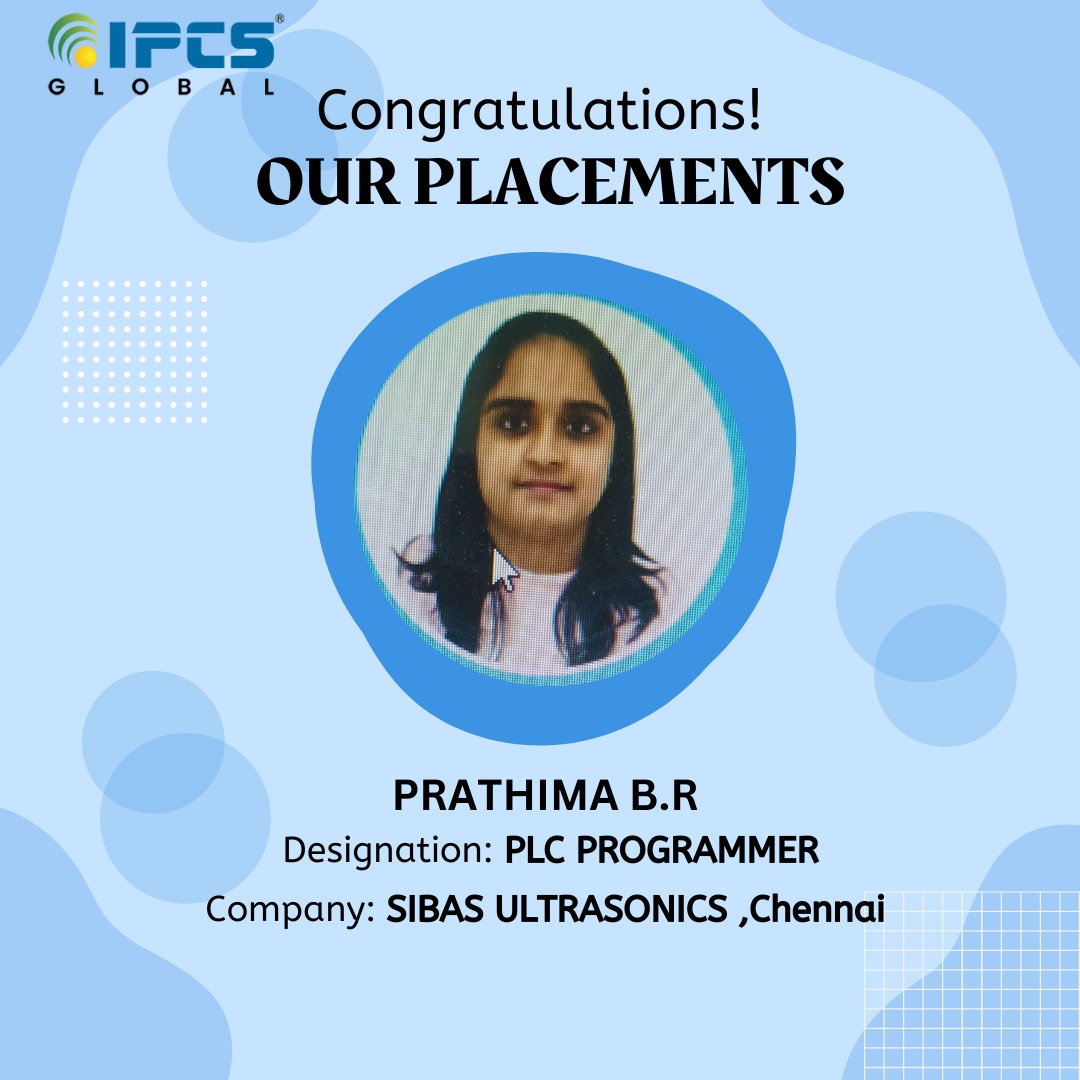 IPCS®
GLOBAL
Congratulations!
OUR PLACEMENTS
PRATHIMA B.R
Designation: PLC PROGRAMMER
Company: SIBAS ULTRASONICS ,Chennai